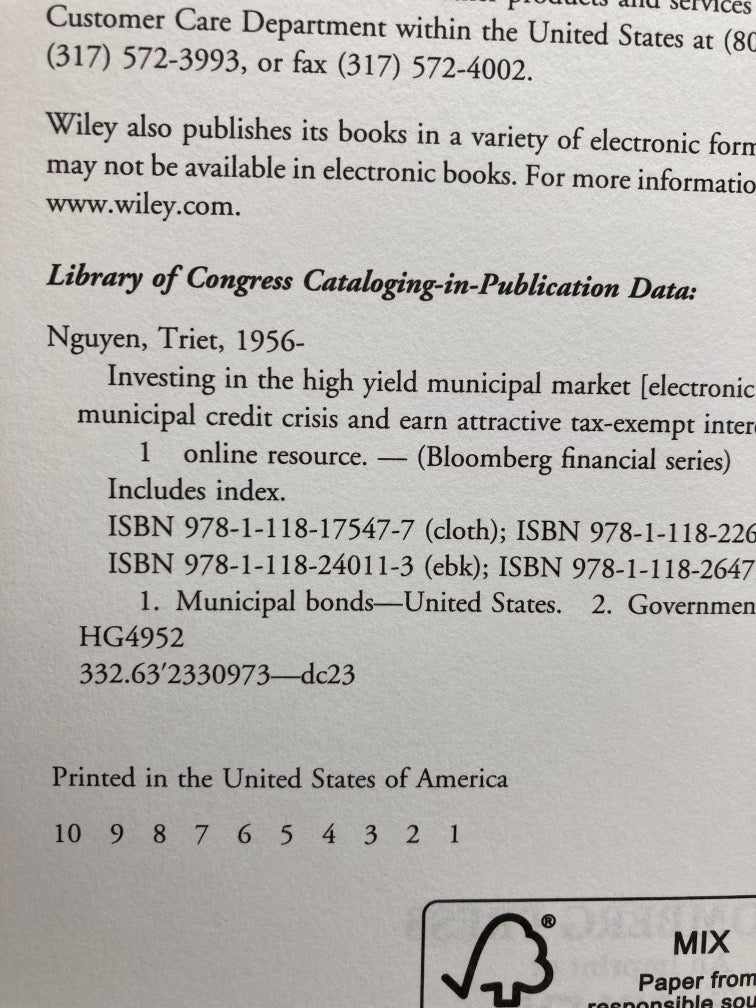 products and services
Customer Care Department within the United States at (80
(317) 572-3993, or fax (317) 572-4002.
Wiley also publishes its books in a variety of electronic form
may not be available in electronic books. For more informatio
www.wiley.com.
Library of Congress Cataloging-in-Publication Data:
Nguyen, Triet, 1956-
Investing in the high yield municipal market [electronic
municipal credit crisis and earn attractive tax-exempt inter
1 online resource. — (Bloomberg financial series)
Includes index.
ISBN 978-1-118-17547-7 (cloth); ISBN 978-1-118-226
ISBN 978-1-118-24011-3 (ebk); ISBN 978-1-118-2647
1. Municipal bonds—United States. 2. Governmen
HG4952
332.63′2330973—dc23
Printed in the United States of America
10 9 8 7 6 5 4 3 2 1
®
MIX
Paper from
responsible sou